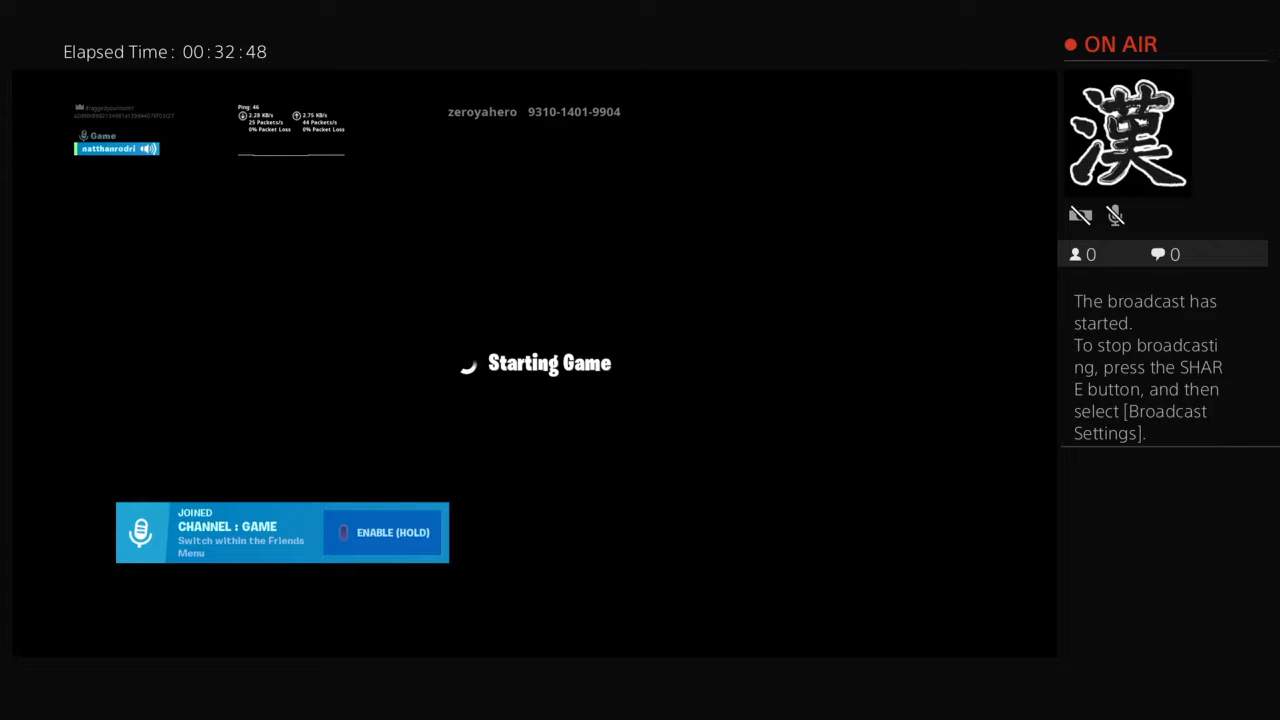 Elapsed Time: 00:32:48
ON AIR
Ping: 46
2.28 KB/s 2.75 KB/s
25 Packets/s 44 Packets/s
0% Packet Loss 0% Packet Loss
zeroyahero 9310-1401-9904
Game
natthanrodri
漢
0 0
The broadcast has
started.
To stop broadcasti
ng, press the SHAR
E button, and then
select [Broadcast
Settings].
Starting Game
JOINED
CHANNEL : GAME
Switch within the Friends
Menu
ENABLE (HOLD)